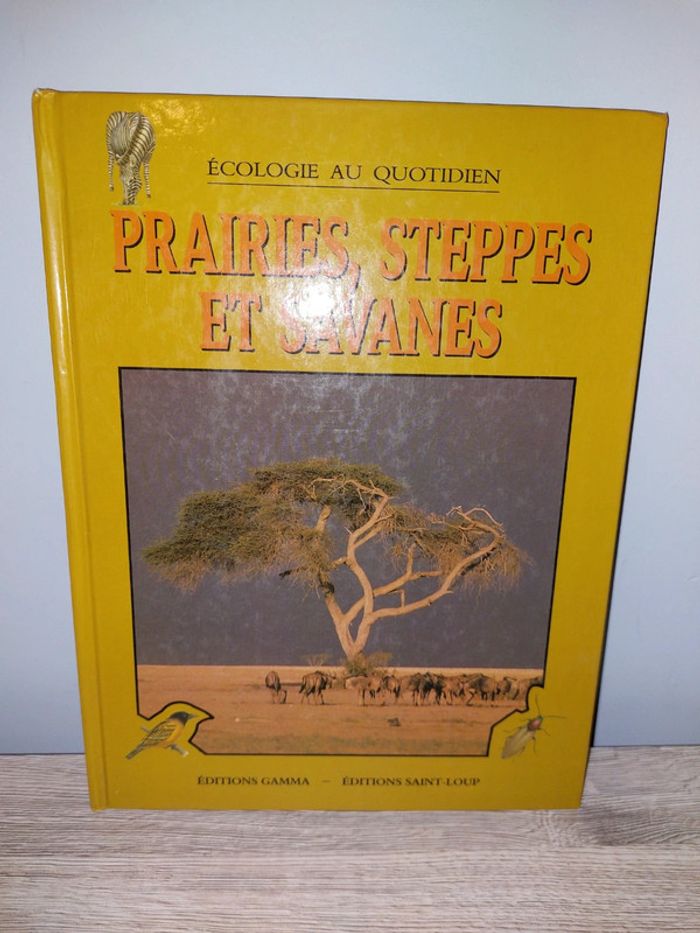 ÉCOLOGIE AU QUOTIDIEN
PRAIRIES, STEPPES
ET SAVANES
ÉDITIONS GAMMA – ÉDITIONS SAINT-LOUP